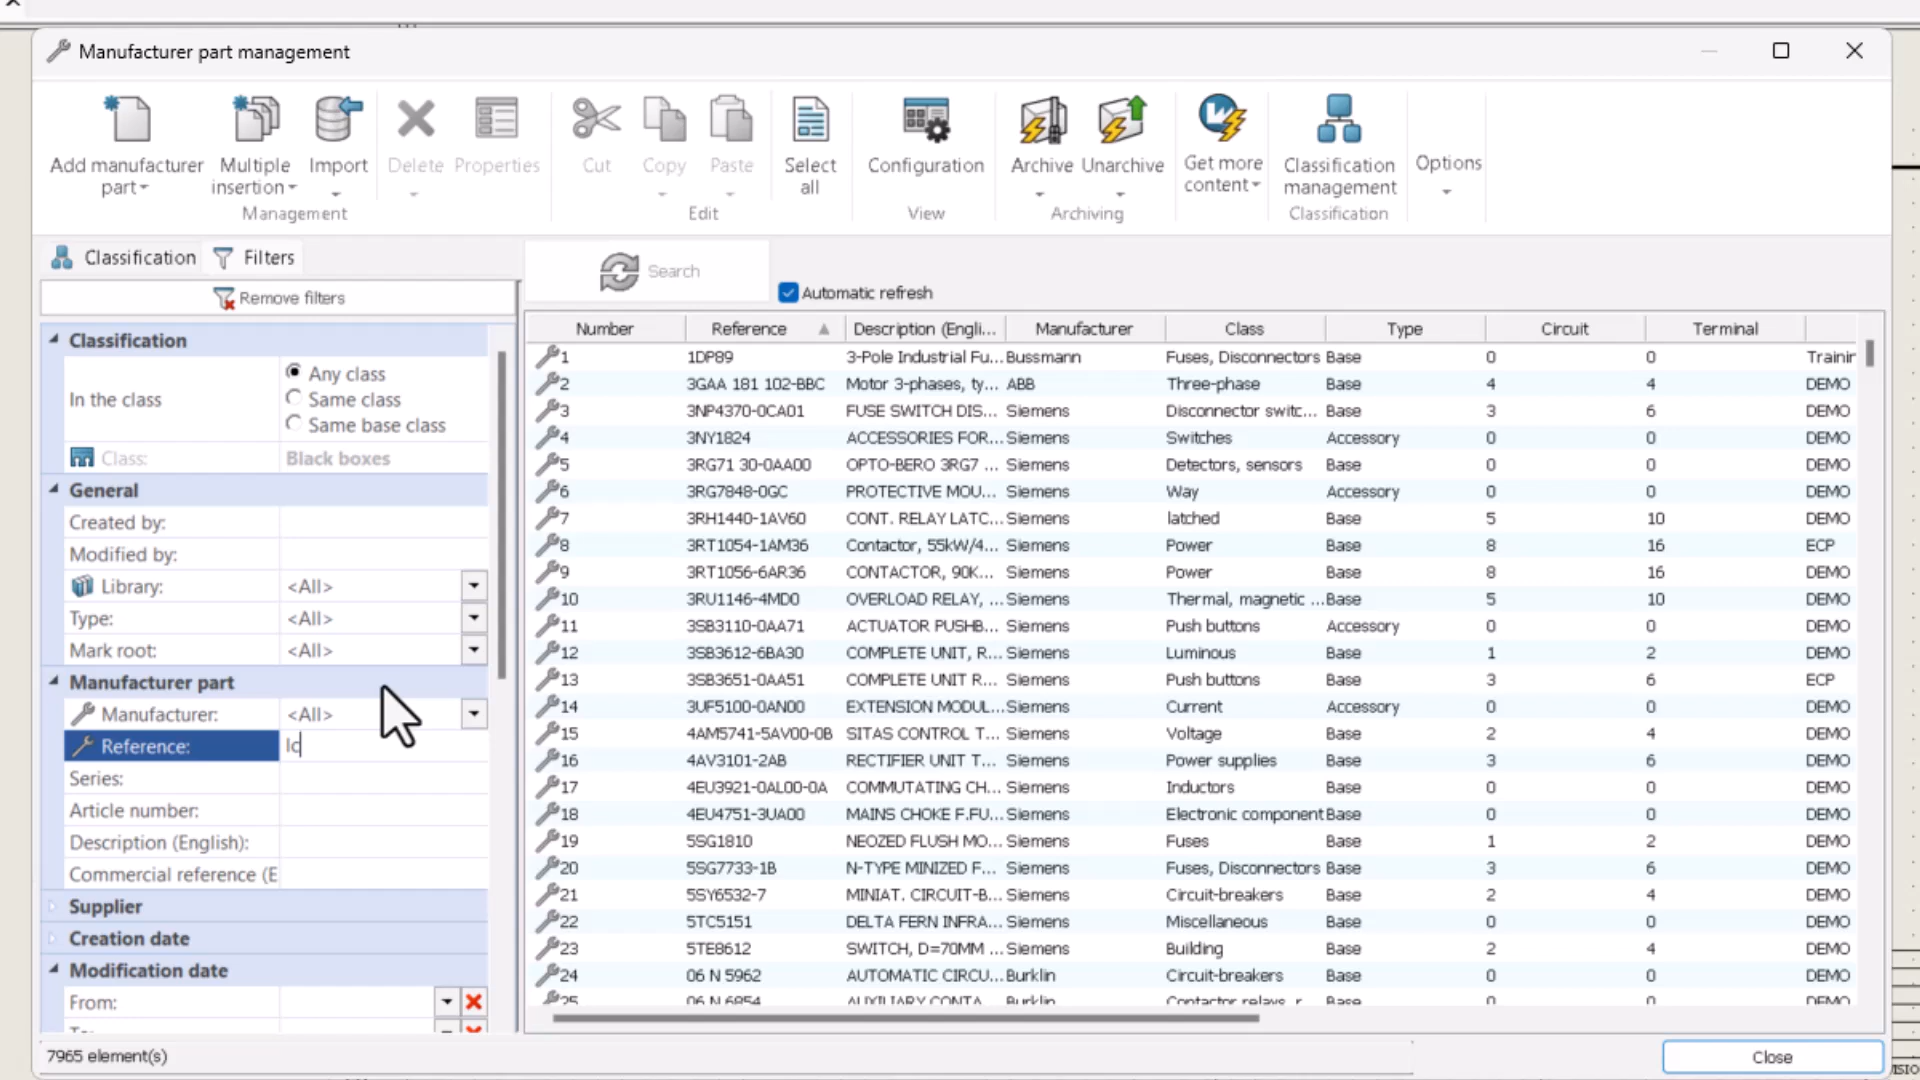 Manufacturer part management
Add manufacturer part
Multiple insertion
Import
Delete
Properties
Cut
Copy
Paste
Select all
Configuration
Archive
Unarchive
Get more content
Classification management
Options
Management
Edit
View
Archiving
Classification
Classification
Filters
Remove filters
Search
Automatic refresh
Classification
In the class
Any class
Same class
Same base class
Class: Black boxes
General
Created by:
Modified by:
Library: <All>
Type: <All>
Mark root: <All>
Manufacturer part
Manufacturer: <All>
Reference: lc
Series:
Article number:
Description (English):
Commercial reference (E
Supplier
Creation date
Modification date
From:
Number Reference Description (Engli... Manufacturer Class Type Circuit Terminal
1 1DP89 3-Pole Industrial Fu... Bussmann Fuses, Disconnectors Base 0 0 Trainin
2 3GAA 181 102-BBC Motor 3-phases, ty... ABB Three-phase Base 4 4 DEMO
3 3NP4370-0CA01 FUSE SWITCH DIS... Siemens Disconnector switc... Base 3 6 DEMO
4 3NY1824 ACCESSORIES FOR... Siemens Switches Accessory 0 0 DEMO
5 3RG71 30-0AA00 OPTO-BERO 3RG7 ... Siemens Detectors, sensors Base 0 0 DEMO
6 3RG7848-0GC PROTECTIVE MOU... Siemens Way Accessory 0 0 DEMO
7 3RH1440-1AV60 CONT. RELAY LATC... Siemens latched Base 5 10 DEMO
8 3RT1054-1AM36 Contactor, 55kW/4... Siemens Power Base 8 16 ECP
9 3RT1056-6AR36 CONTACTOR, 90K... Siemens Power Base 8 16 DEMO
10 3RU1146-4MD0 OVERLOAD RELAY, ... Siemens Thermal, magnetic ... Base 5 10 DEMO
11 3SB3110-0AA71 ACTUATOR PUSHB... Siemens Push buttons Accessory 0 0 DEMO
12 3SB3612-6BA30 COMPLETE UNIT, R... Siemens Luminous Base 1 2 DEMO
13 3SB3651-0AA51 COMPLETE UNIT R... Siemens Push buttons Base 3 6 ECP
14 3UF5100-0AN00 EXTENSION MODUL... Siemens Current Accessory 0 0 DEMO
15 4AM5741-5AV00-0B SITAS CONTROL T... Siemens Voltage Base 2 4 DEMO
16 4AV3101-2AB RECTIFIER UNIT T... Siemens Power supplies Base 3 6 DEMO
17 4EU3921-0AL00-0A COMMUTATING CH... Siemens Inductors Base 0 0 DEMO
18 4EU4751-3UA00 MAINS CHOKE F.FU... Siemens Electronic component Base 0 0 DEMO
19 5SG1810 NEOZED FLUSH MO... Siemens Fuses Base 1 2 DEMO
20 5SG7733-1B N-TYPE MINIZED F... Siemens Fuses, Disconnectors Base 3 6 DEMO
21 5SY6532-7 MINIAT. CIRCUIT-B... Siemens Circuit-breakers Base 2 4 DEMO
22 5TC5151 DELTA FERN INFRA... Siemens Miscellaneous Base 0 0 DEMO
23 5TE8612 SWITCH, D=70MM ... Siemens Building Base 2 4 DEMO
24 06 N 5962 AUTOMATIC CIRCU... Burklin Circuit-breakers Base 0 0 DEMO
25 06 N 6854 AUXILIARY CONTA... Burklin Contactor relays, r... Base 0 0 DEMO
7965 element(s)
Close